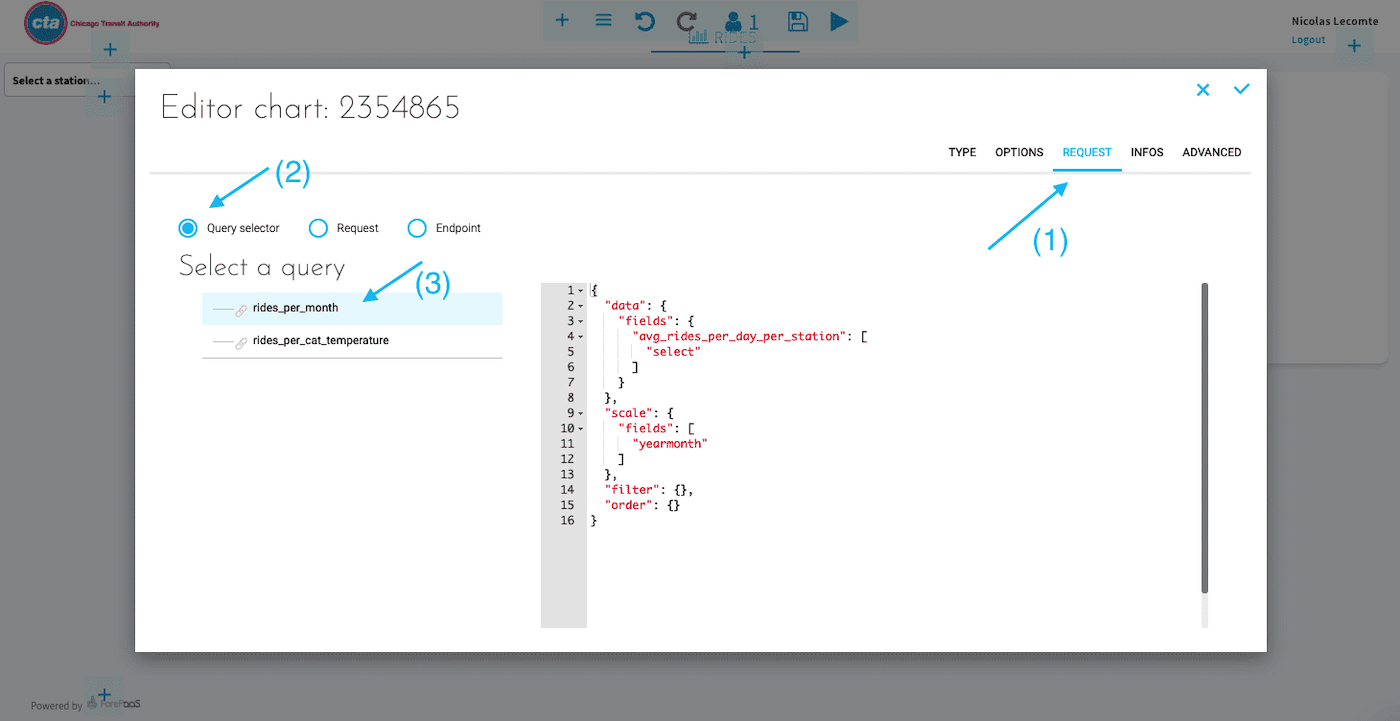 cta Chicago Transit Authority
1
RIDES
Nicolas Lecomte
Logout
Select a station...
Editor chart: 2354865
TYPE OPTIONS REQUEST INFOS ADVANCED
(2)
(1)
Query selector Request Endpoint
Select a query
(3)
rides_per_month
rides_per_cat_temperature
1 {
2 "data": {
3 "fields": {
4 "avg_rides_per_day_per_station": [
5 "select"
6 ]
7 }
8 },
9 "scale": {
10 "fields": [
11 "yearmonth"
12 ]
13 },
14 "filter": {},
15 "order": {}
16 }
Powered by ForePaaS